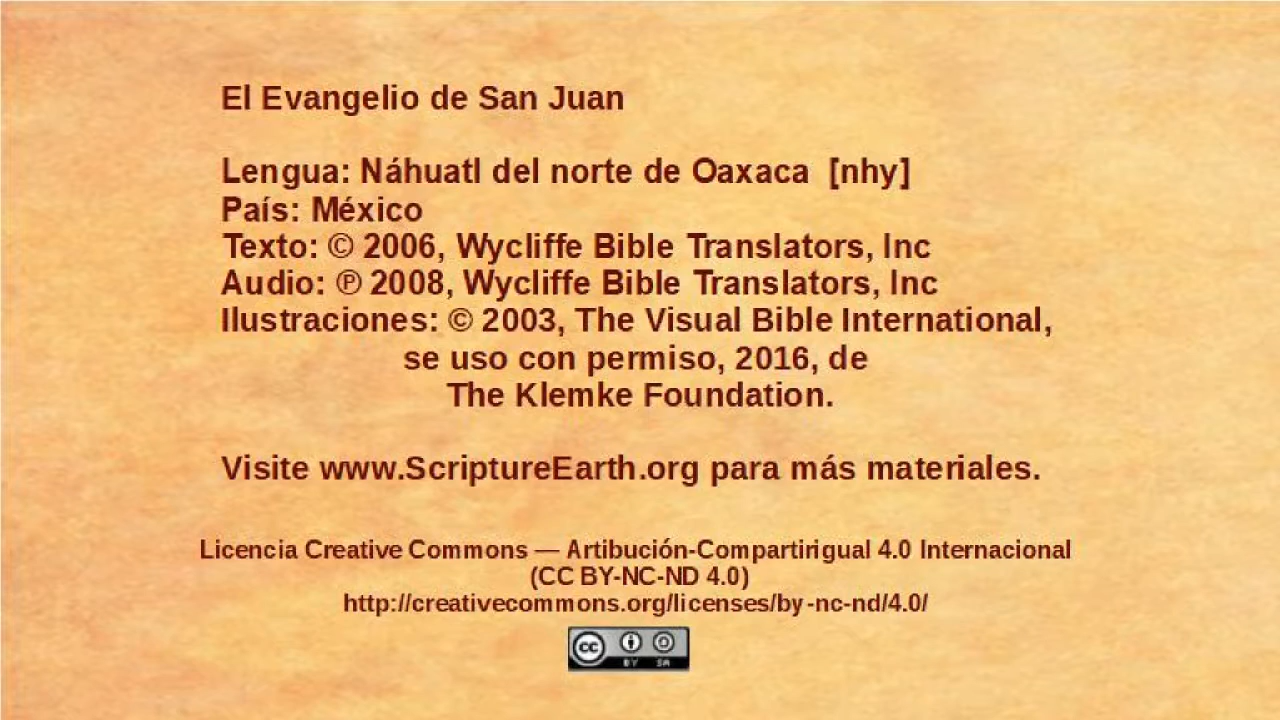 El Evangelio de San Juan
Lengua: Náhuatl del norte de Oaxaca [nhy]
País: México
Texto: © 2006, Wycliffe Bible Translators, Inc
Audio: ℗ 2008, Wycliffe Bible Translators, Inc
Ilustraciones: © 2003, The Visual Bible International,
se uso con permiso, 2016, de
The Klemke Foundation.
Visite www.ScriptureEarth.org para más materiales.
Licencia Creative Commons — Artibución-Compartirigual 4.0 Internacional
(CC BY-NC-ND 4.0)
http://creativecommons.org/licenses/by-nc-nd/4.0/
cc
BY SA